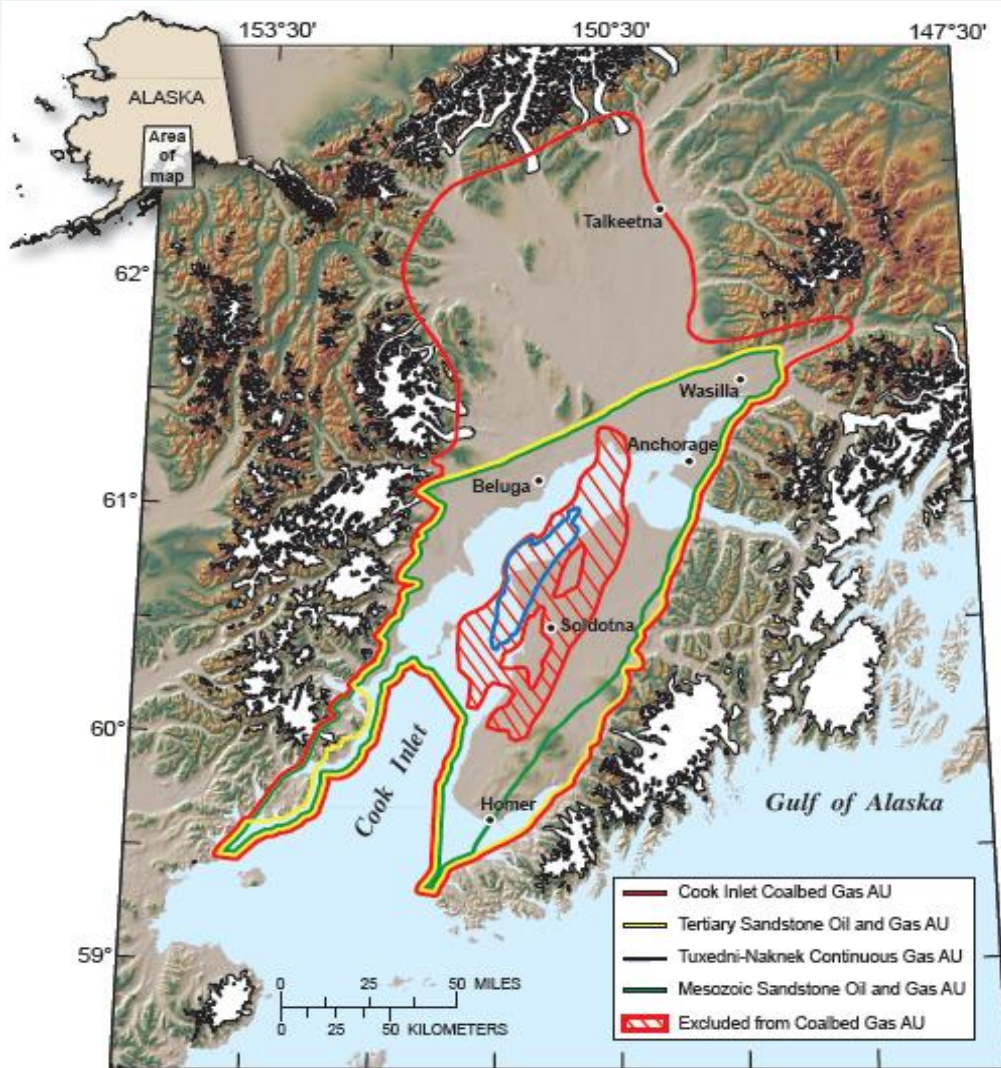 153°30'
150°30'
147°30'
ALASKA
Area
of
map
Talkeetna
62°
Wasilla
Anchorage
Beluga
61°
Soldotna
60°
Cook Inlet
Homer
Gulf of Alaska
Cook Inlet Coalbed Gas AU
Tertiary Sandstone Oil and Gas AU
Tuxedni-Naknek Continuous Gas AU
Mesozoic Sandstone Oil and Gas AU
Excluded from Coalbed Gas AU
59°
0 25 50 MILES
0 25 50 KILOMETERS